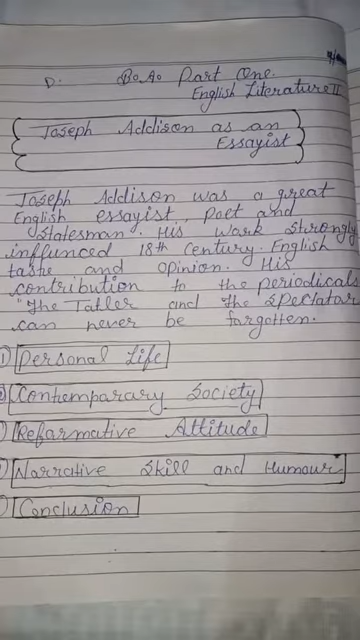 D.
B.A. Part One.
English Literature II
Joseph Addison as an
Essayist
Joseph Addison was a great
English essayist, Poet and
Statesman. His Work Strongly
inffunced 18th Century English
taste and opinion. His
contribution to the periodicals
"The Tatler and The Spectator
can never be forgotten.
① Personal Life
Contemparary Society
Reformative Attitude
Narrative Skill and Humour
Conclusion